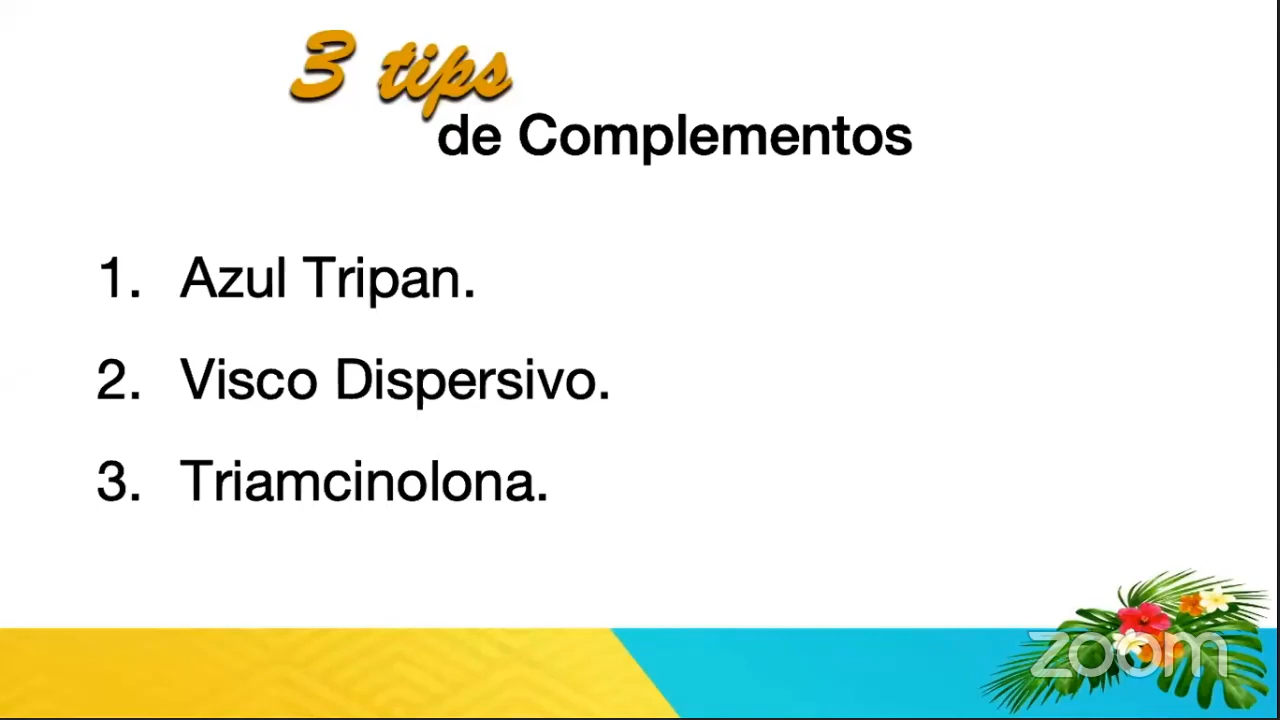 3 tips
de Complementos
1. Azul Tripan.
2. Visco Dispersivo.
3. Triamcinolona.
zoom